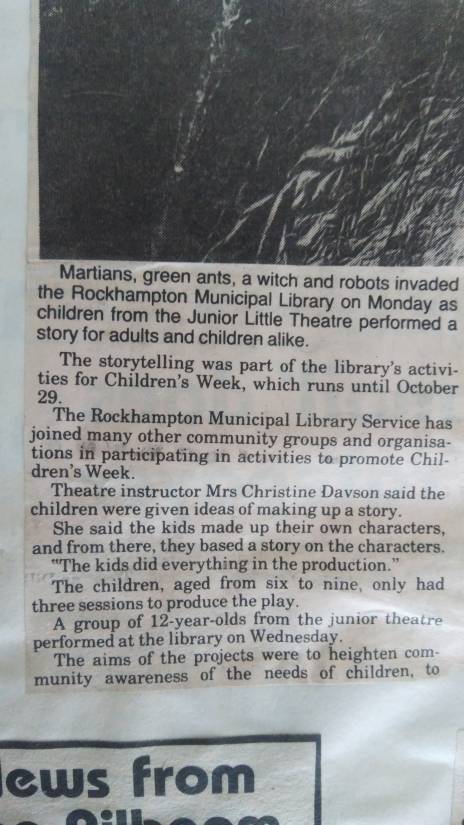 Martians, green ants, a witch and robots invaded
the Rockhampton Municipal Library on Monday as
children from the Junior Little Theatre performed a
story for adults and children alike.
The storytelling was part of the library's activi-
ties for Children's Week, which runs until October
29.
The Rockhampton Municipal Library Service has
joined many other community groups and organisa-
tions in participating in activities to promote Chil-
dren's Week.
Theatre instructor Mrs Christine Davson said the
children were given ideas of making up a story.
She said the kids made up their own characters,
and from there, they based a story on the characters.
"The kids did everything in the production."
The children, aged from six to nine, only had
three sessions to produce the play.
A group of 12-year-olds from the junior theatre
performed at the library on Wednesday.
The aims of the projects were to heighten com-
munity awareness of the needs of children, to
ews from